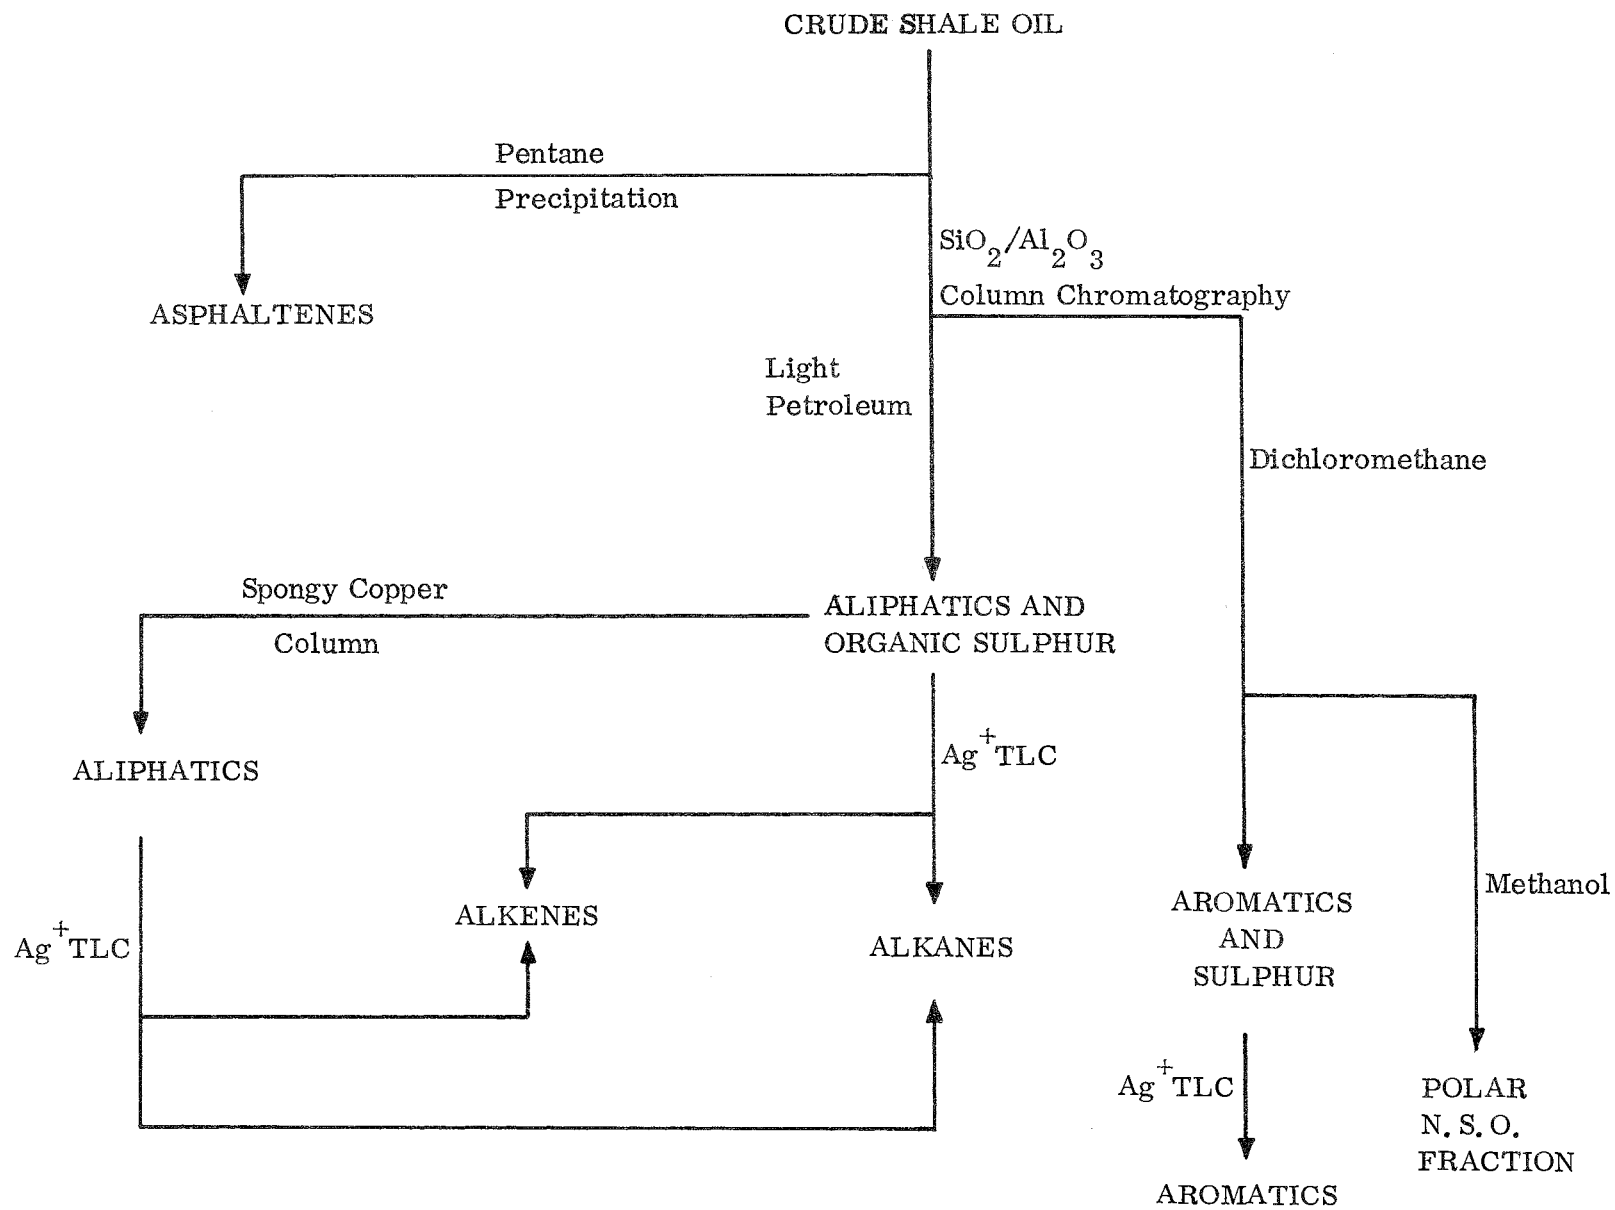 CRUDE SHALE OIL
Pentane
Precipitation
SiO2/Al2O3
Column Chromatography
ASPHALTENES
Light
Petroleum
Dichloromethane
Spongy Copper
Column
ALIPHATICS AND
ORGANIC SULPHUR
ALIPHATICS
Ag+TLC
ALKENES
ALKANES
Ag+TLC
AROMATICS
AND
SULPHUR
Methanol
Ag+TLC
AROMATICS
POLAR
N. S. O.
FRACTION